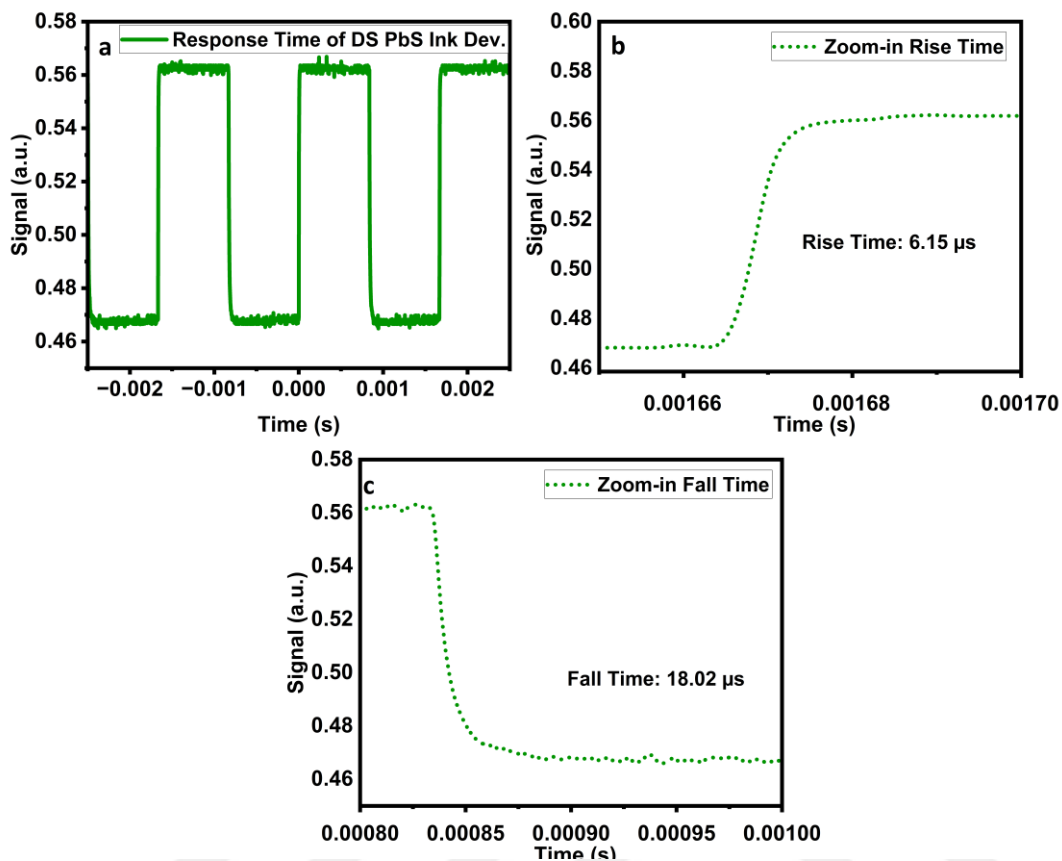 a
Response Time of DS PbS Ink Dev.
0.58
0.56
0.54
0.52
0.50
0.48
0.46
Signal (a.u.)
−0.002 −0.001 0.000 0.001 0.002
Time (s)
b
Zoom-in Rise Time
0.60
0.58
0.56
0.54
0.52
0.50
0.48
0.46
Signal (a.u.)
Rise Time: 6.15 µs
0.00166 0.00168 0.00170
Time (s)
c
Zoom-in Fall Time
0.58
0.56
0.54
0.52
0.50
0.48
0.46
Signal (a.u.)
Fall Time: 18.02 µs
0.00080 0.00085 0.00090 0.00095 0.00100
Time (s)